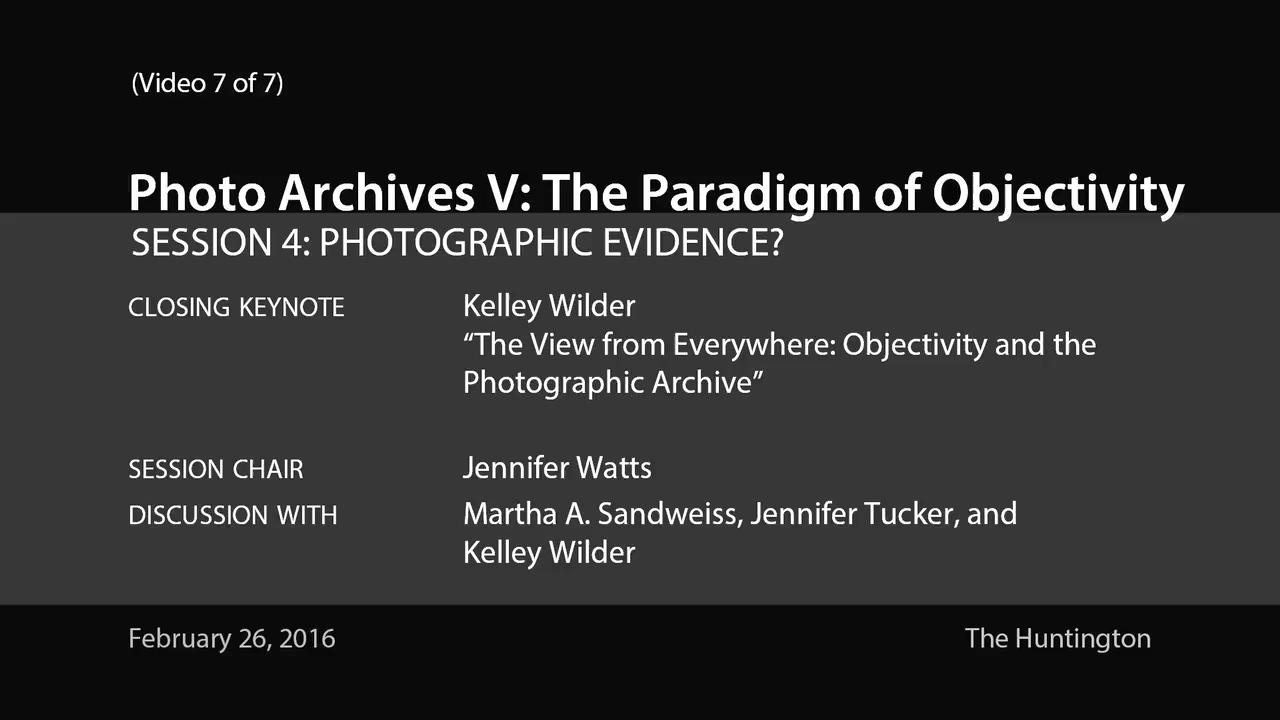 (Video 7 of 7)
Photo Archives V: The Paradigm of Objectivity
SESSION 4: PHOTOGRAPHIC EVIDENCE?
CLOSING KEYNOTE
Kelley Wilder
“The View from Everywhere: Objectivity and the
Photographic Archive”
SESSION CHAIR
Jennifer Watts
DISCUSSION WITH
Martha A. Sandweiss, Jennifer Tucker, and
Kelley Wilder
February 26, 2016
The Huntington